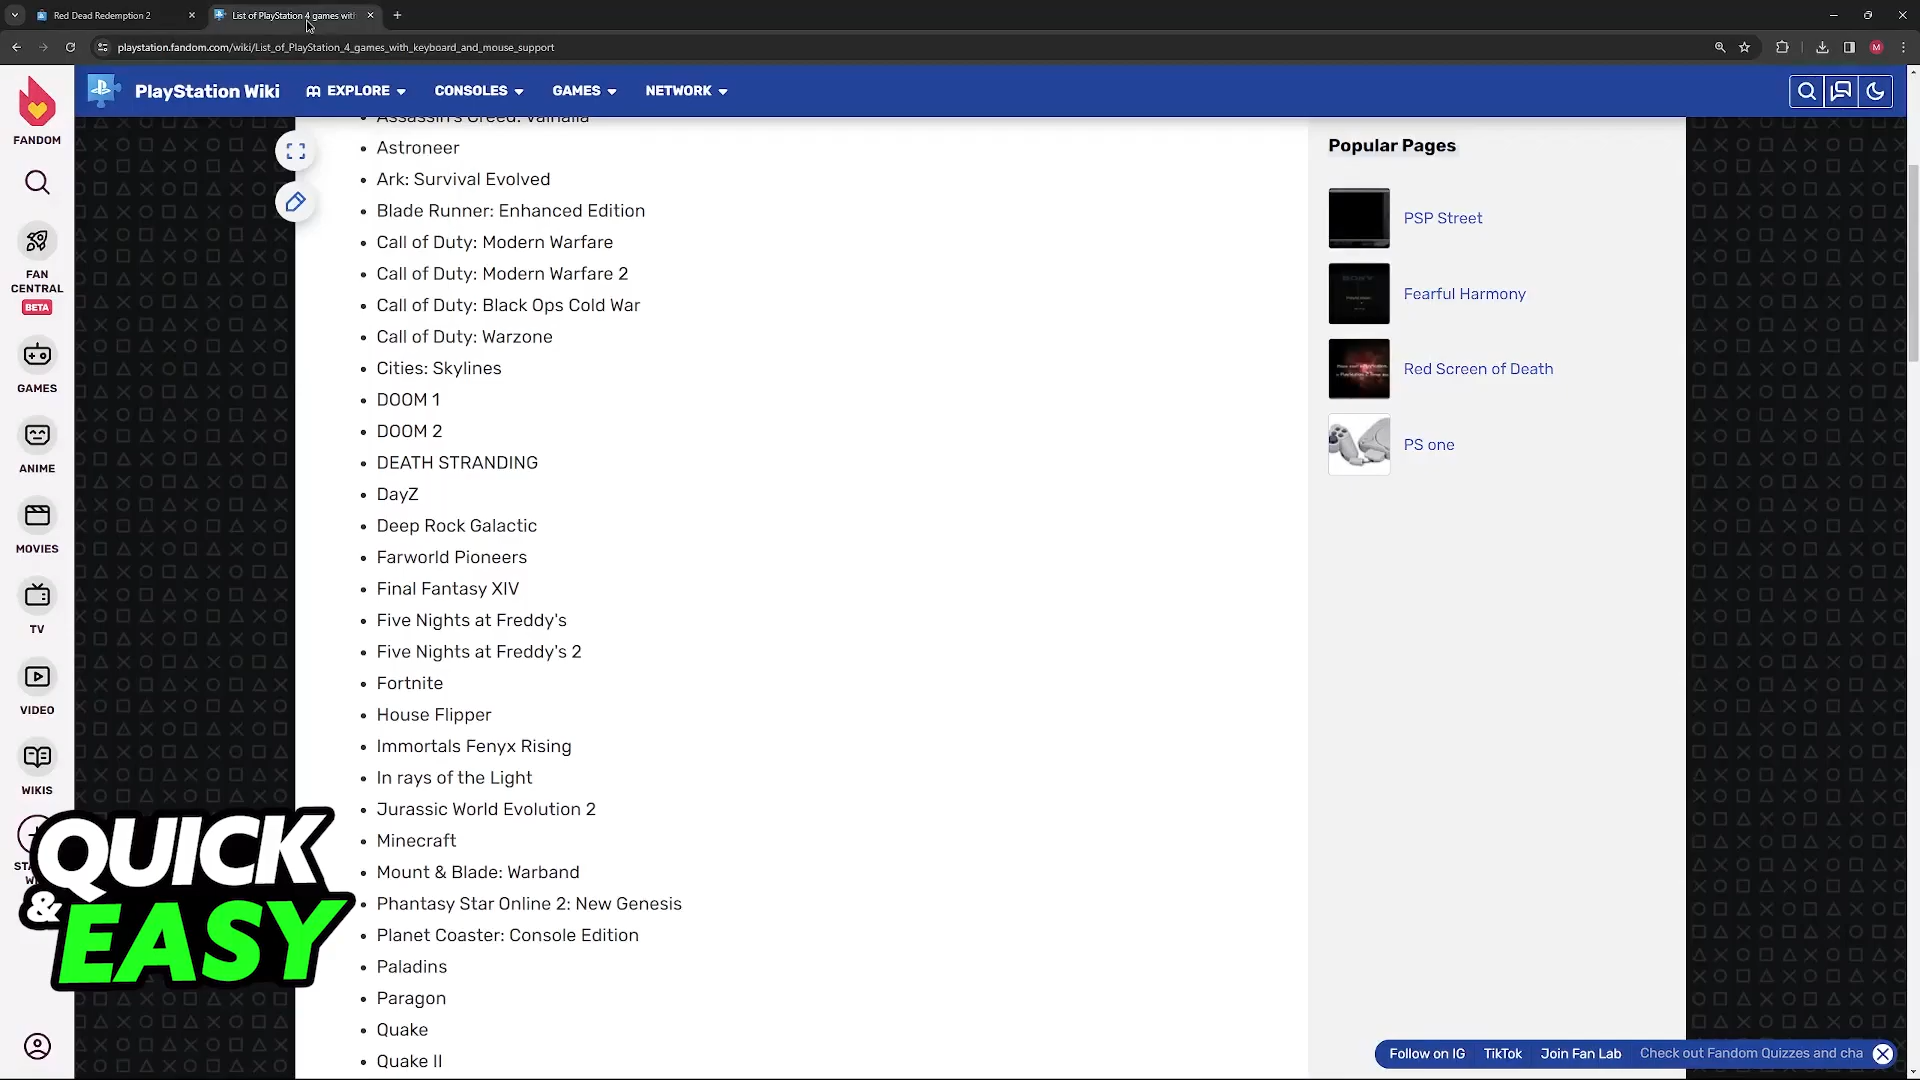 Red Dead Redemption 2
List of PlayStation 4 games with
playstation.fandom.com/wiki/List_of_PlayStation_4_games_with_keyboard_and_mouse_support
M
PlayStation Wiki
EXPLORE
CONSOLES
GAMES
NETWORK
FANDOM
FAN
CENTRAL
BETA
GAMES
ANIME
MOVIES
TV
VIDEO
WIKIS
Assassin's Creed: Valhalla
Astroneer
Ark: Survival Evolved
Blade Runner: Enhanced Edition
Call of Duty: Modern Warfare
Call of Duty: Modern Warfare 2
Call of Duty: Black Ops Cold War
Call of Duty: Warzone
Cities: Skylines
DOOM 1
DOOM 2
DEATH STRANDING
DayZ
Deep Rock Galactic
Farworld Pioneers
Final Fantasy XIV
Five Nights at Freddy's
Five Nights at Freddy's 2
Fortnite
House Flipper
Immortals Fenyx Rising
In rays of the Light
Jurassic World Evolution 2
Minecraft
Mount & Blade: Warband
Phantasy Star Online 2: New Genesis
Planet Coaster: Console Edition
Paladins
Paragon
Quake
Quake II
Popular Pages
PSP Street
Fearful Harmony
Red Screen of Death
PS one
QUICK
& EASY
Follow on IG
TikTok
Join Fan Lab
Check out Fandom Quizzes and cha